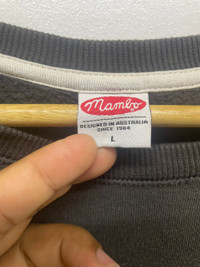 Mambo
DESIGNED IN AUSTRALIA
SINCE 1984
L